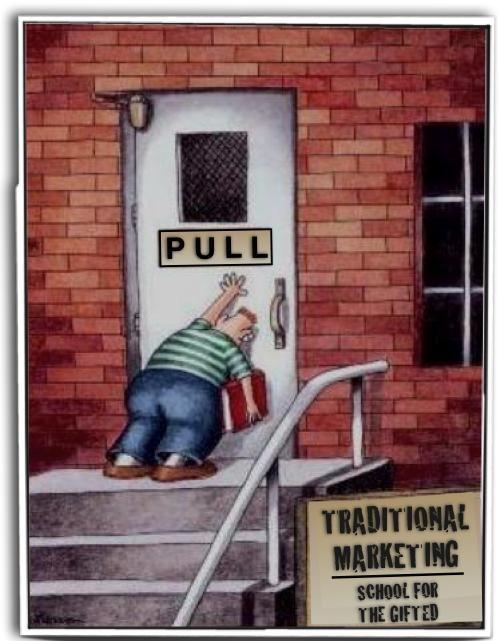 PULL
TRADITIONAL
MARKETING
SCHOOL FOR
THE GIFTED